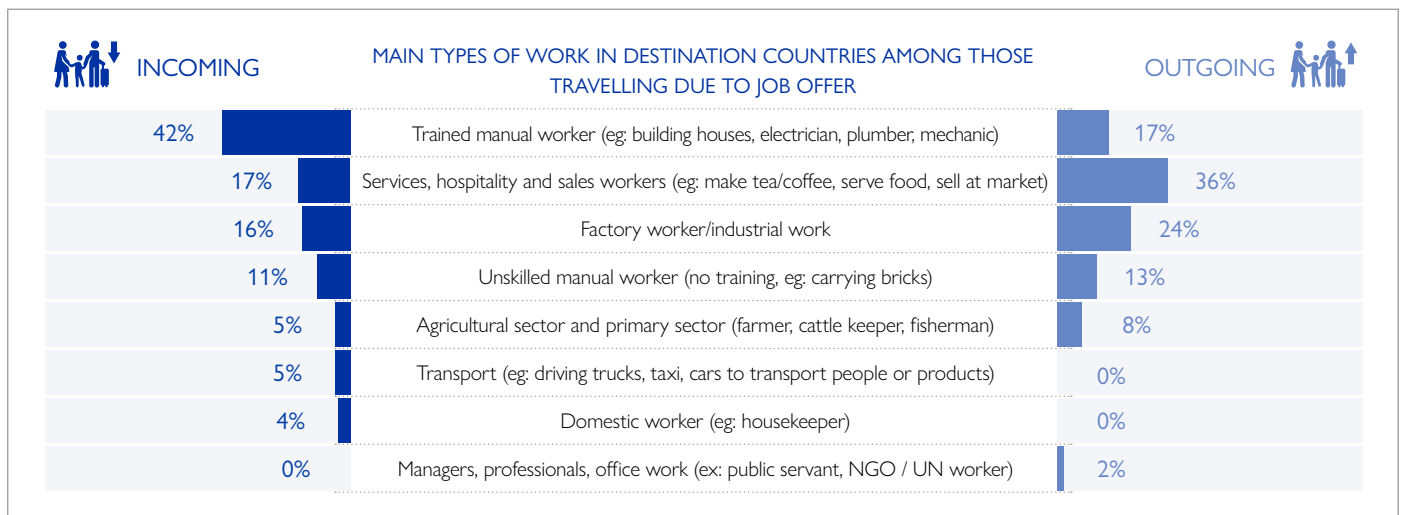 INCOMING
MAIN TYPES OF WORK IN DESTINATION COUNTRIES AMONG THOSE
TRAVELLING DUE TO JOB OFFER
OUTGOING
42% Trained manual worker (eg: building houses, electrician, plumber, mechanic) 17%
17% Services, hospitality and sales workers (eg: make tea/coffee, serve food, sell at market) 36%
16% Factory worker/industrial work 24%
11% Unskilled manual worker (no training, eg: carrying bricks) 13%
5% Agricultural sector and primary sector (farmer, cattle keeper, fisherman) 8%
5% Transport (eg: driving trucks, taxi, cars to transport people or products) 0%
4% Domestic worker (eg: housekeeper) 0%
0% Managers, professionals, office work (ex: public servant, NGO / UN worker) 2%